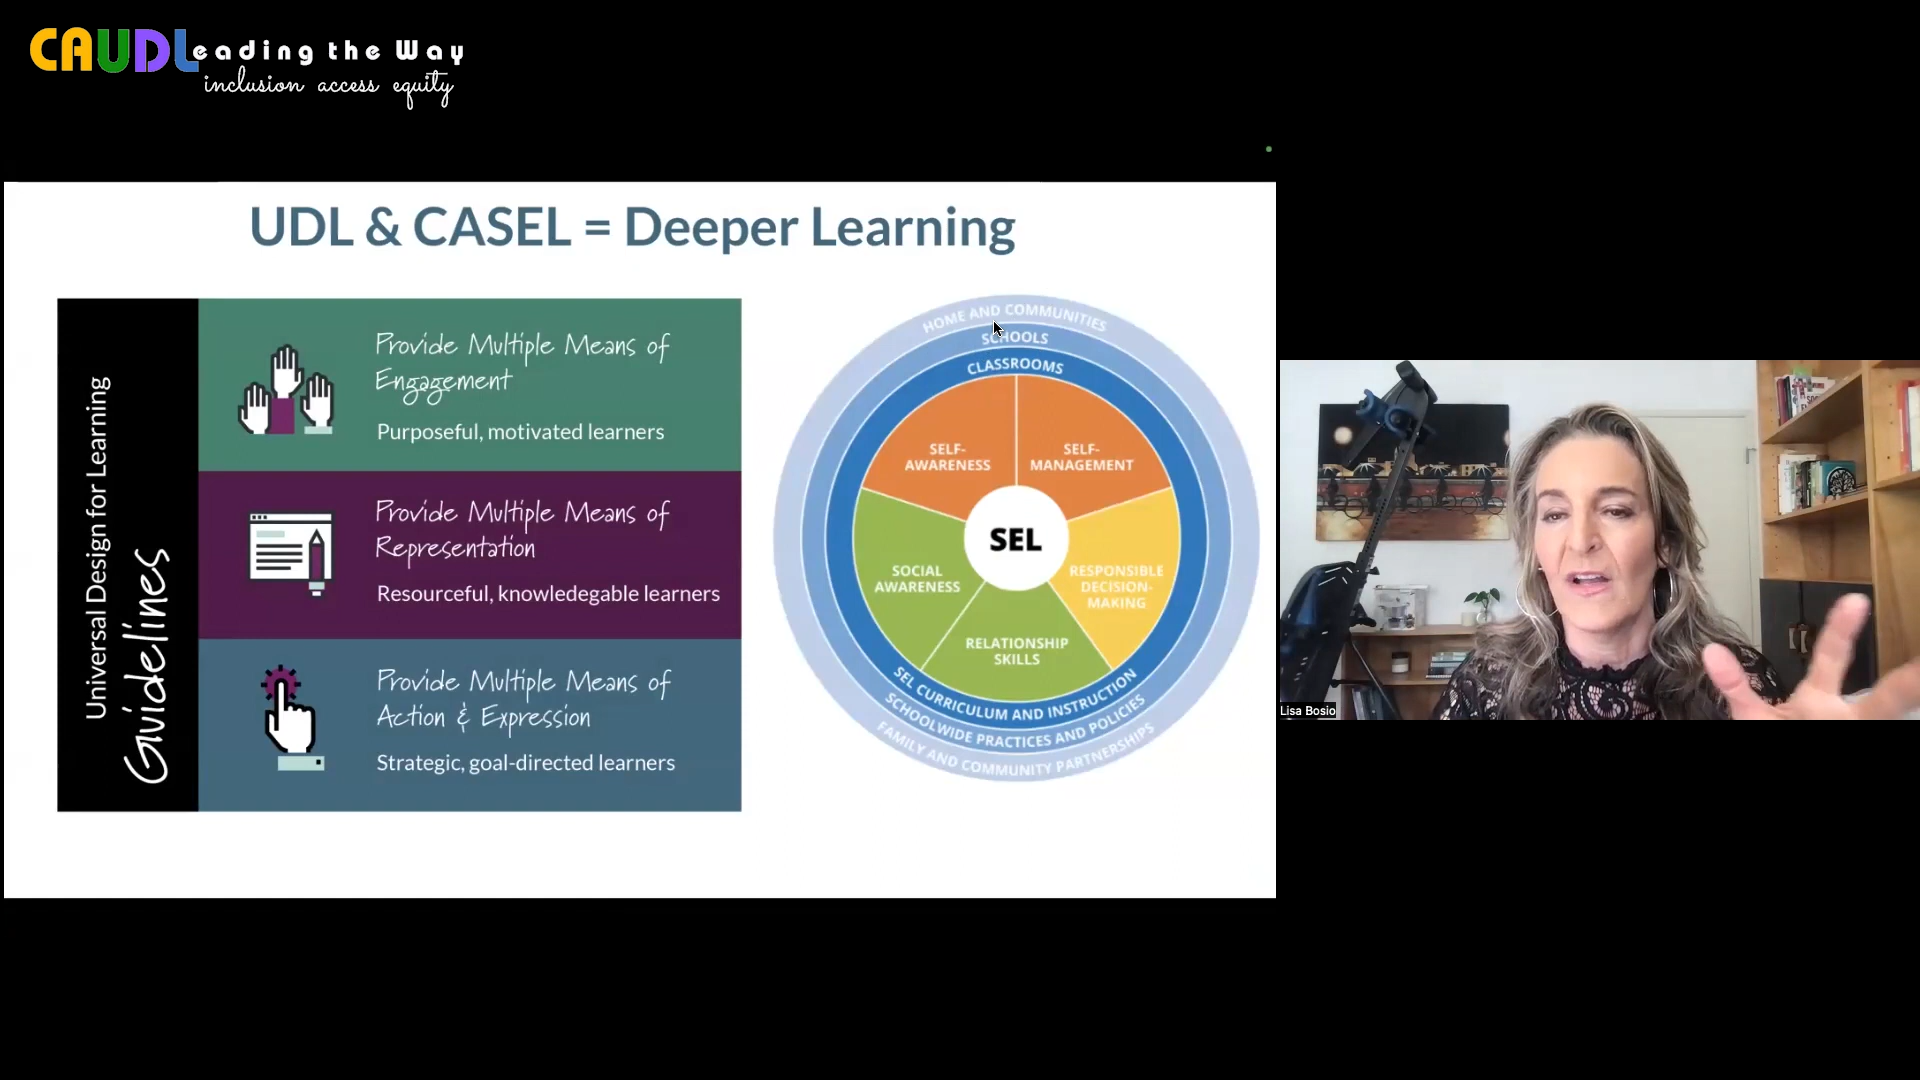 CAUDLeading the Way
inclusion access equity
UDL & CASEL = Deeper Learning
Universal Design for Learning
Guidelines
Provide Multiple Means of
Engagement
Purposeful, motivated learners
Provide Multiple Means of
Representation
Resourceful, knowledegable learners
Provide Multiple Means of
Action & Expression
Strategic, goal-directed learners
HOME AND COMMUNITIES
SCHOOLS
CLASSROOMS
SELF-
AWARENESS
SELF-
MANAGEMENT
SEL
SOCIAL
AWARENESS
RESPONSIBLE
DECISION-
MAKING
RELATIONSHIP
SKILLS
SEL CURRICULUM AND INSTRUCTION
SCHOOLWIDE PRACTICES AND POLICIES
FAMILY AND COMMUNITY PARTNERSHIPS
Lisa Bosio